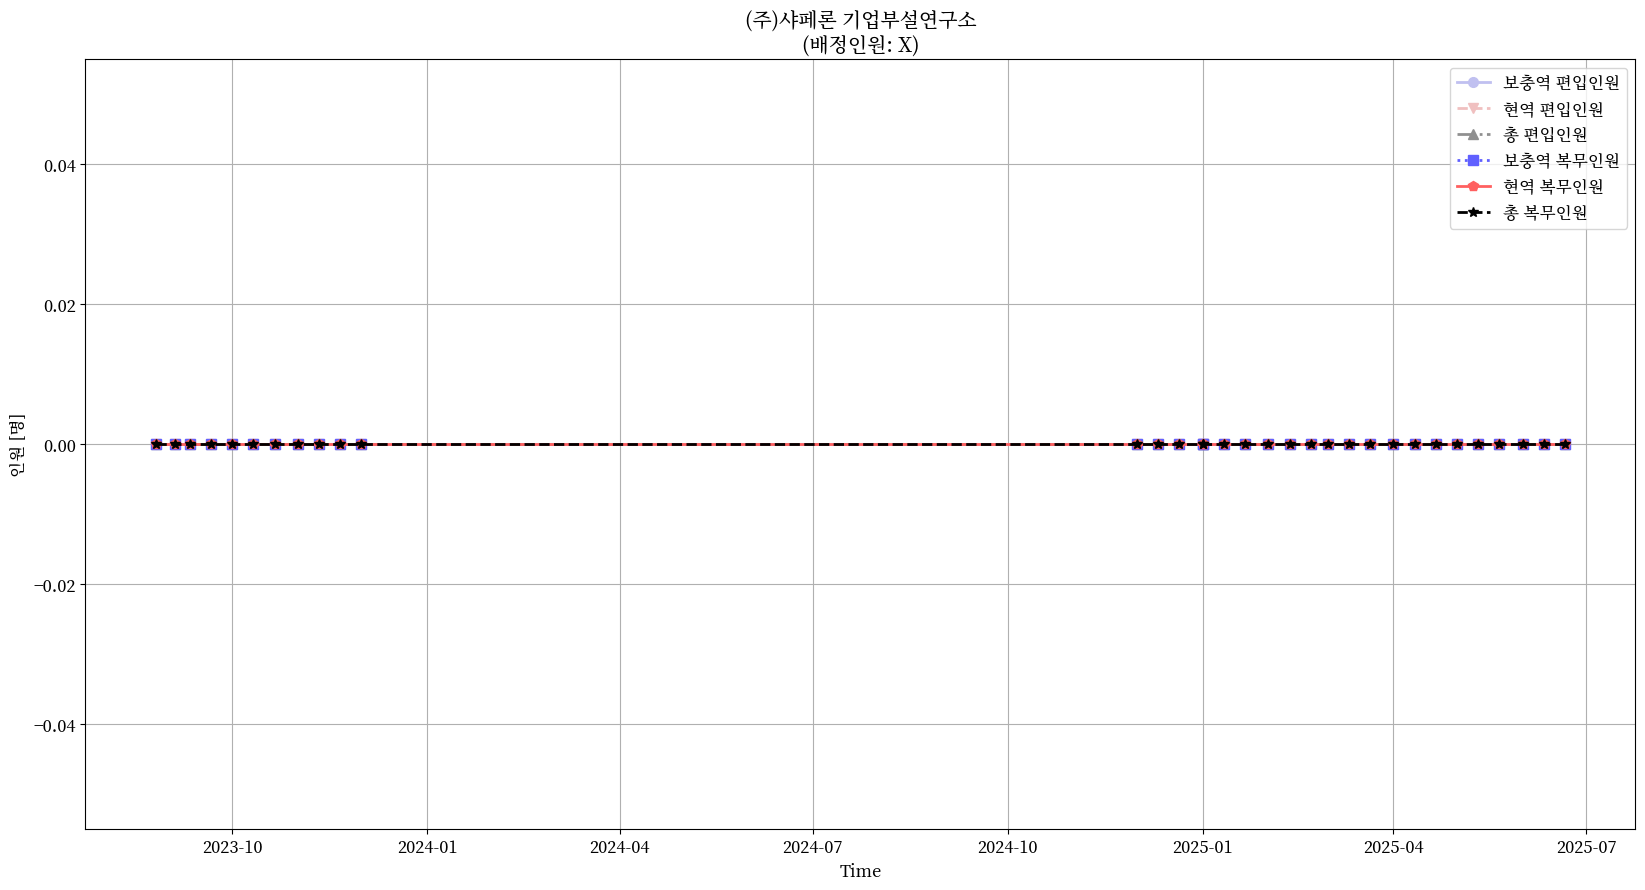 (주)샤페론 기업부설연구소
(배정인원: X)
보충역 편입인원
현역 편입인원
총 편입인원
보충역 복무인원
현역 복무인원
총 복무인원
인원 [명]
0.04
0.02
0.00
−0.02
−0.04
2023-10
2024-01
2024-04
2024-07
2024-10
2025-01
2025-04
2025-07
Time